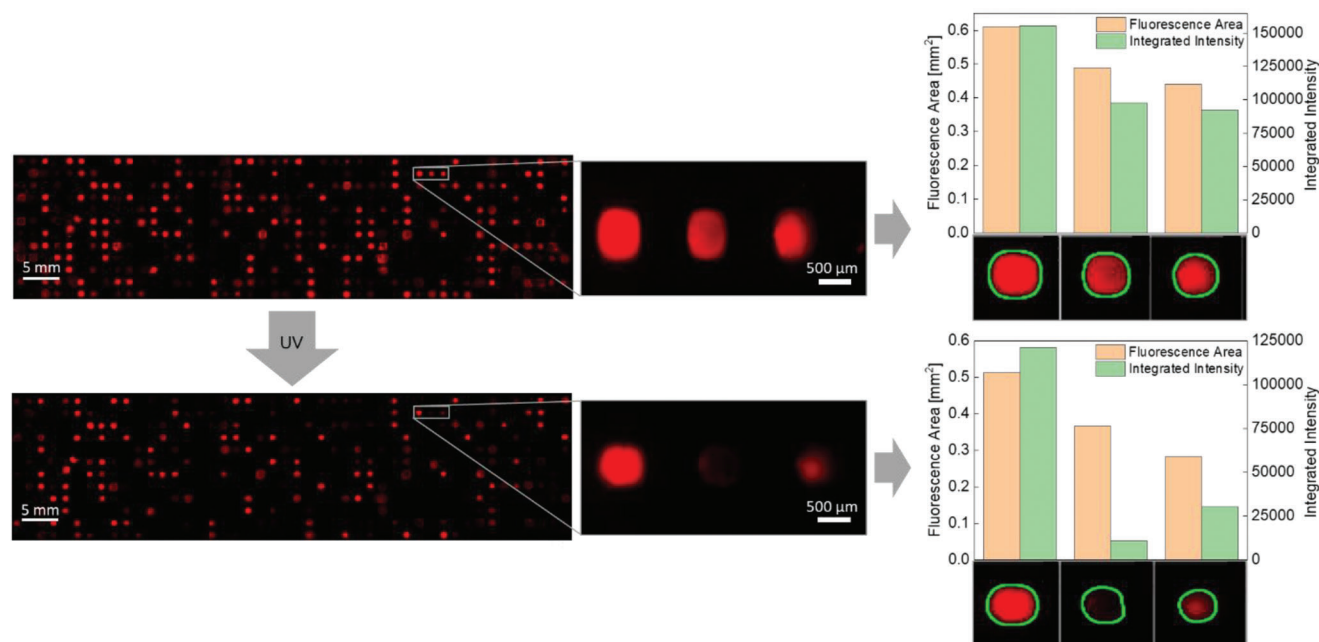 Fluorescence Area [mm²]
0.6
0.5
0.4
0.3
0.2
0.1
0.0
Fluorescence Area
Integrated Intensity
150000
125000
100000
75000
50000
25000
0
Integrated Intensity
5 mm
500 µm
UV
5 mm
500 µm
Fluorescence Area [mm²]
0.6
0.5
0.4
0.3
0.2
0.1
0.0
Fluorescence Area
Integrated Intensity
125000
100000
75000
50000
25000
0
Integrated Intensity